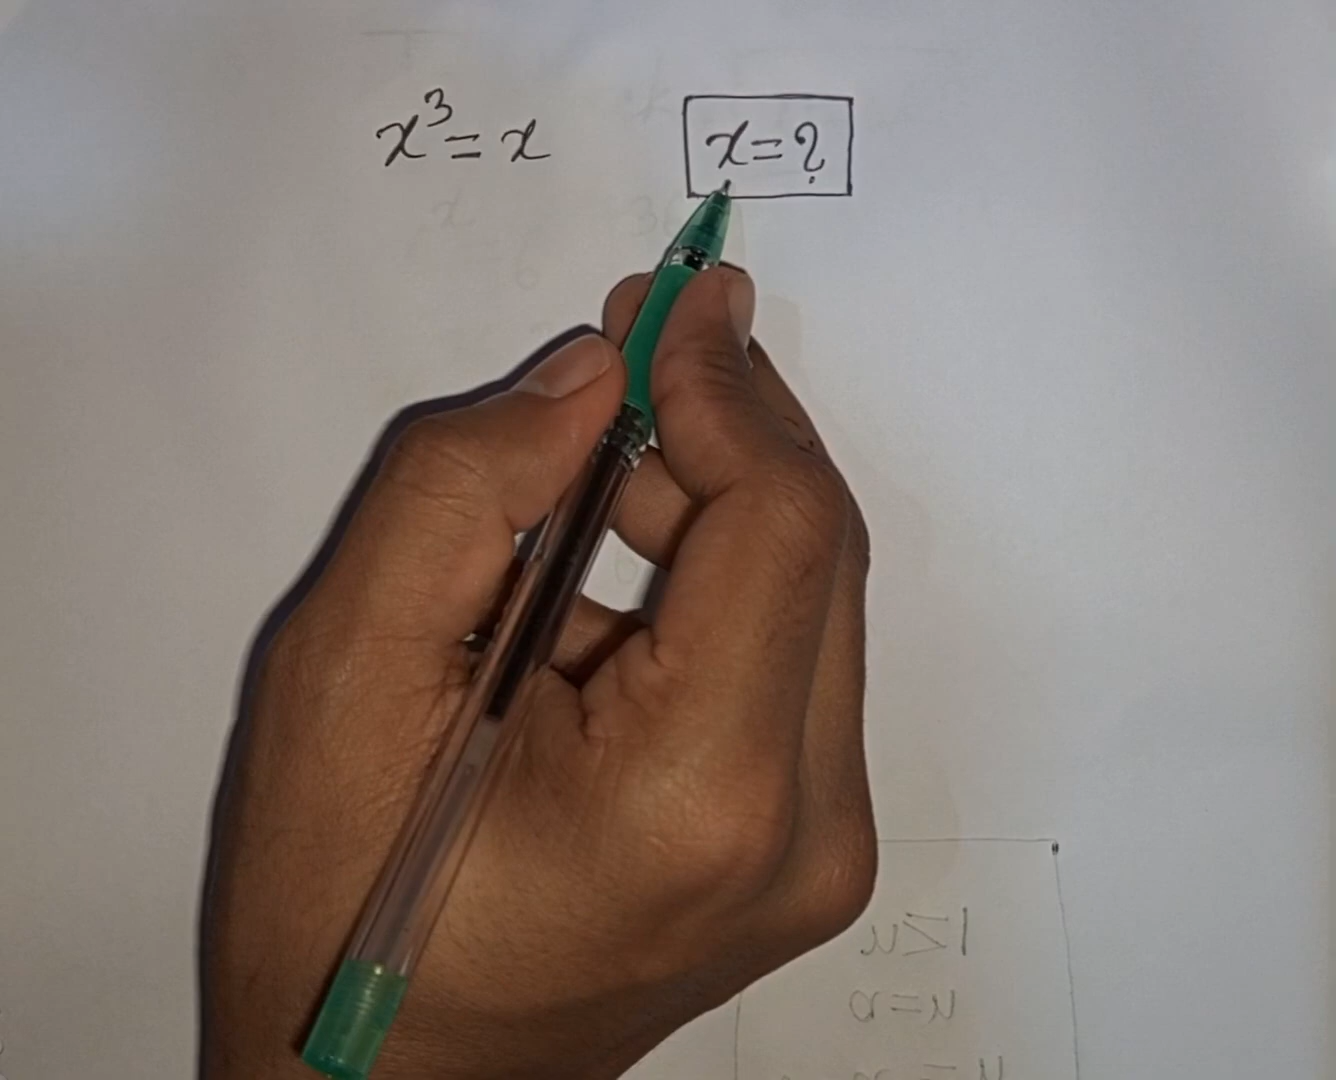 x³ = x
x = ?